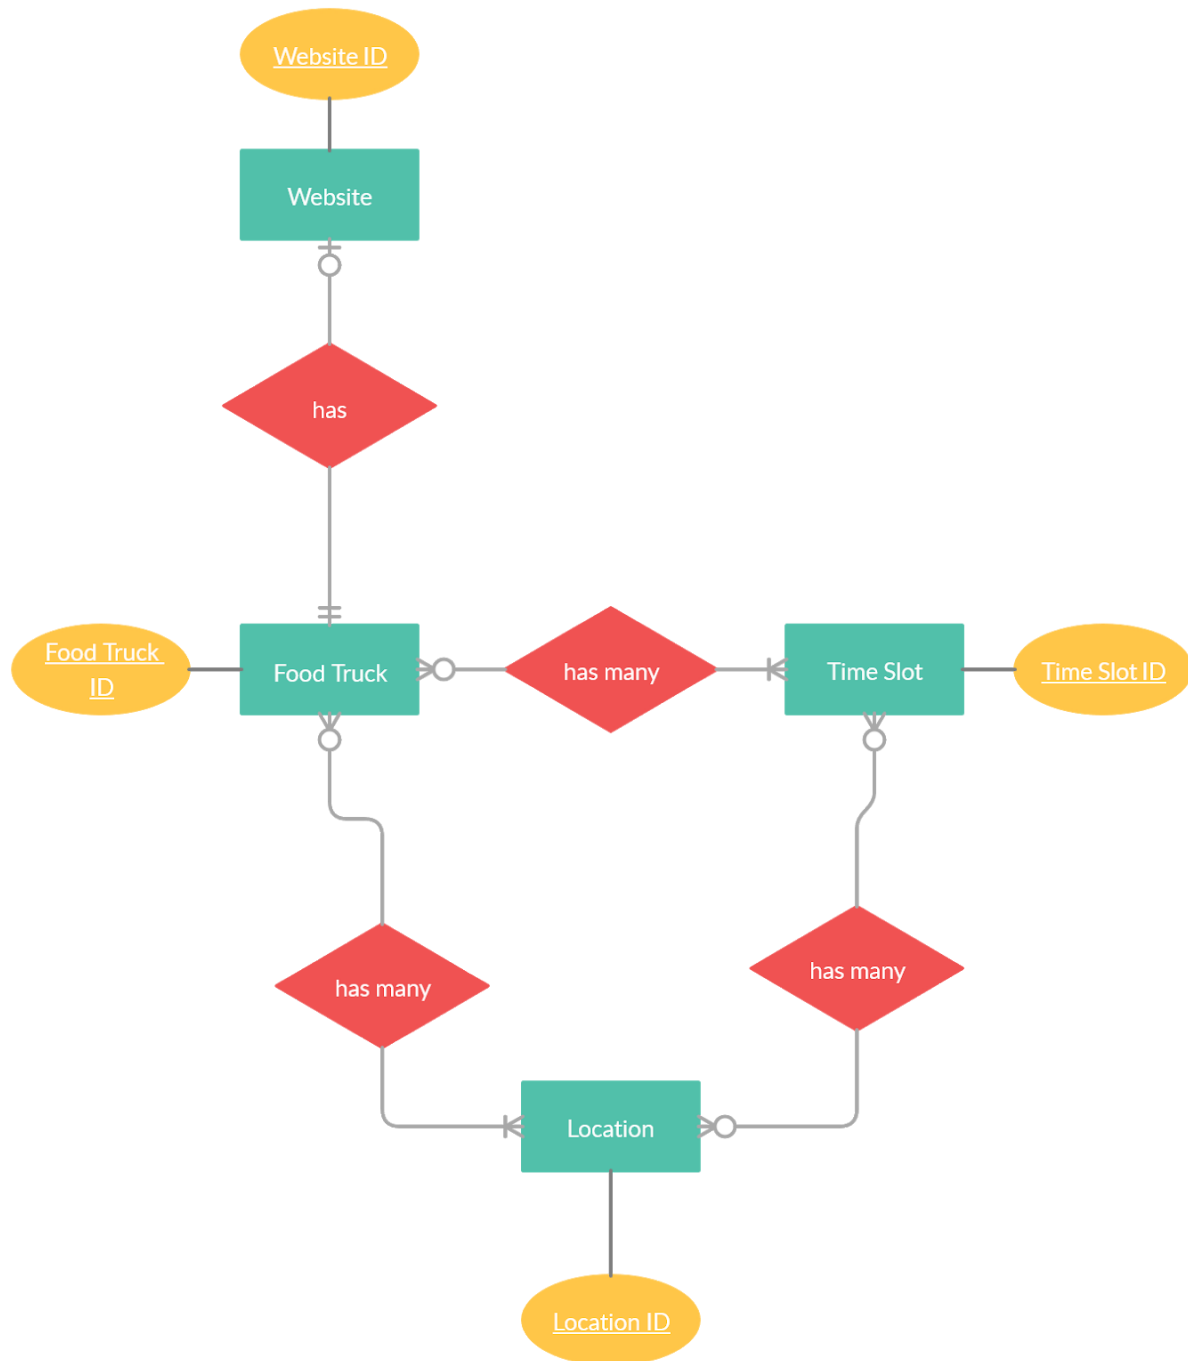 Website ID
Website
has
Food Truck
ID
Food Truck
has many
Time Slot
Time Slot ID
has many
has many
Location
Location ID